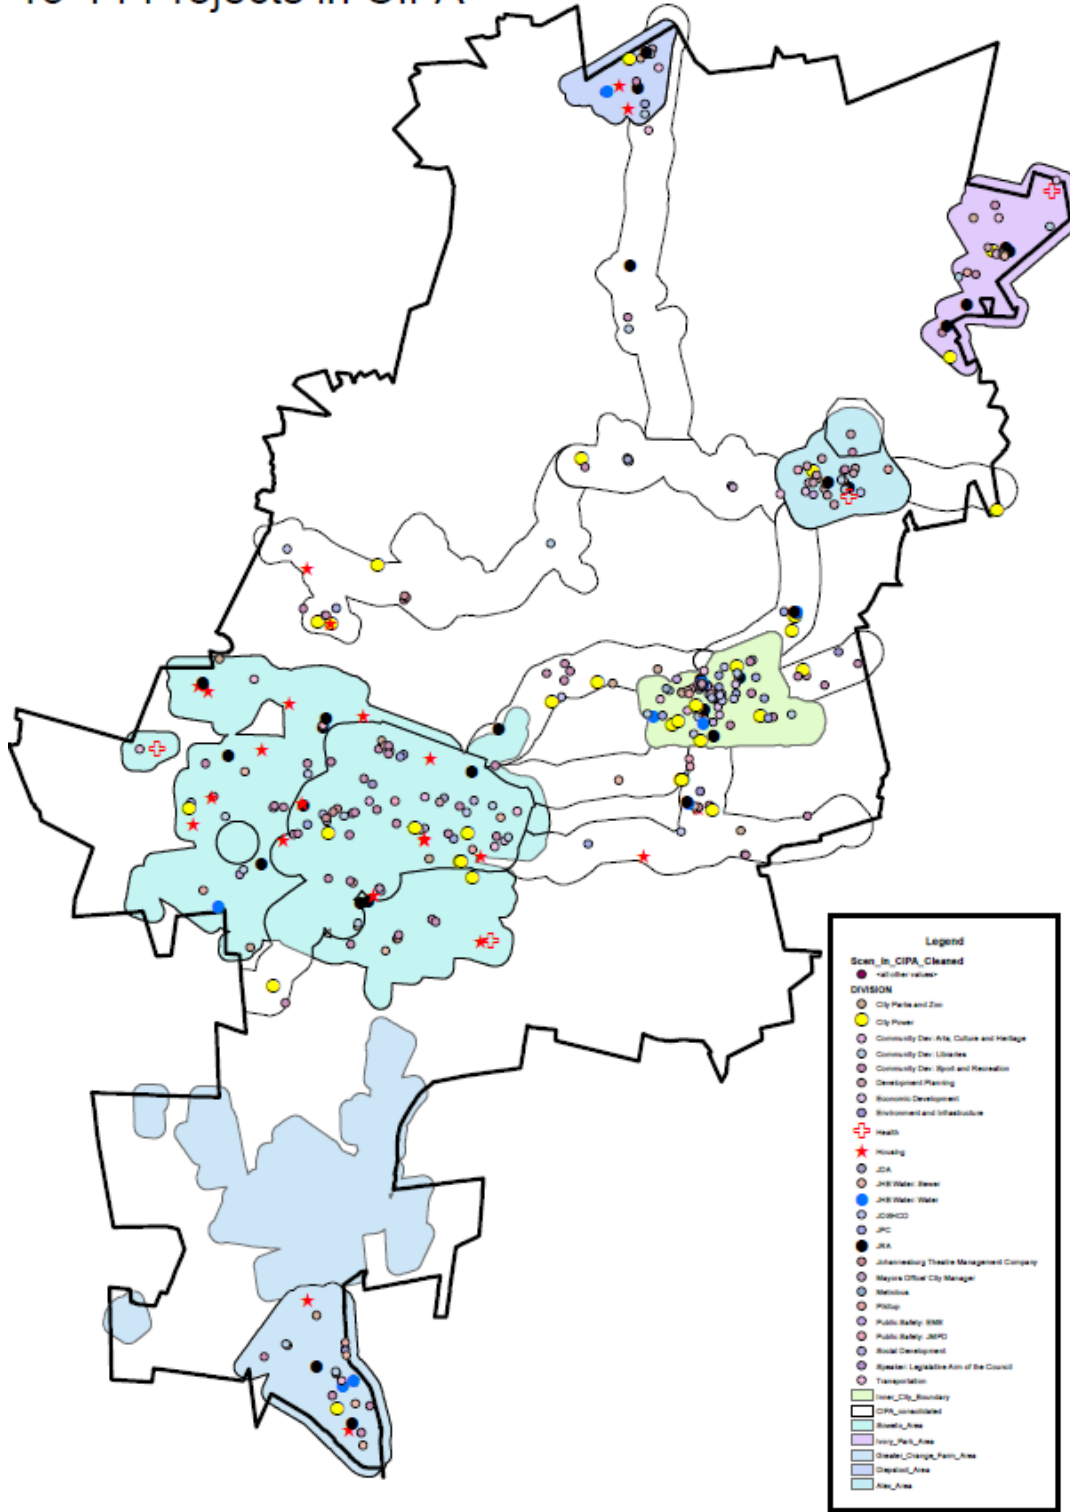 Projects in CIPA
Legend
Scen_in_CIPA_Cleaned
<all other values>
DIVISION
City Parks and Zoo
City Power
Community Dev: Arts, Culture and Heritage
Community Dev: Libraries
Community Dev: Sport and Recreation
Development Planning
Economic Development
Environment and Infrastructure
Health
Housing
JDA
JHB Water: Sewer
JHB Water: Water
JOSHCO
JPC
JRA
Johannesburg Theatre Management Company
Mayors Office/ City Manager
Metrobus
Pikitup
Public Safety: EMS
Public Safety: JMPD
Social Development
Speaker: Legislative Arm of the Council
Transportation
Inner_City_Boundary
CIPA_consolidated
Soweto_Area
Ivory_Park_Area
Greater_Orange_Farm_Area
Diepsloot_Area
Alex_Area